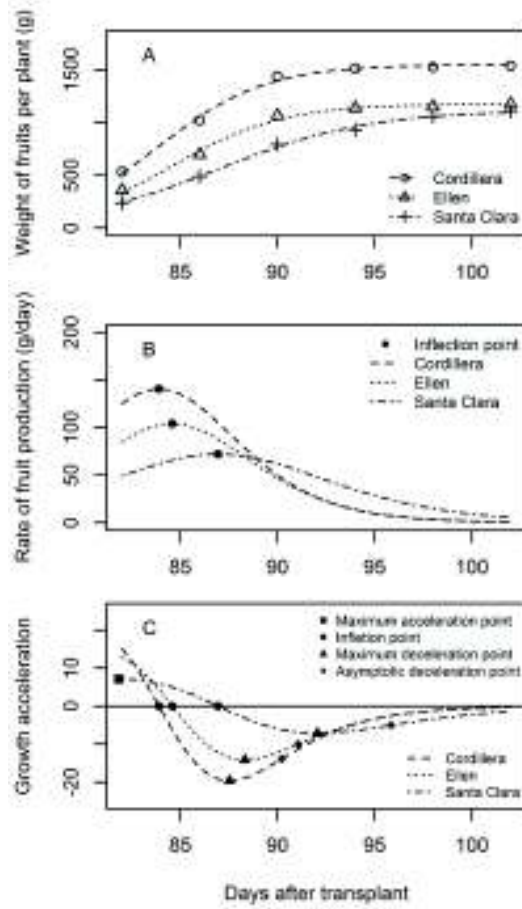 Weight of fruits per plant (g)
A
1500
500
0
Cordillera
Ellen
Santa Clara
85 90 95 100
Rate of fruit production (g/day)
B
200
100
50
0
Inflection point
Cordillera
Ellen
Santa Clara
85 90 95 100
Growth acceleration
C
10
0
-20
Maximum acceleration point
Infletion point
Maximum deceleration point
Asymptotic deceleration point
Cordillera
Ellen
Santa Clara
85 90 95 100
Days after transplant